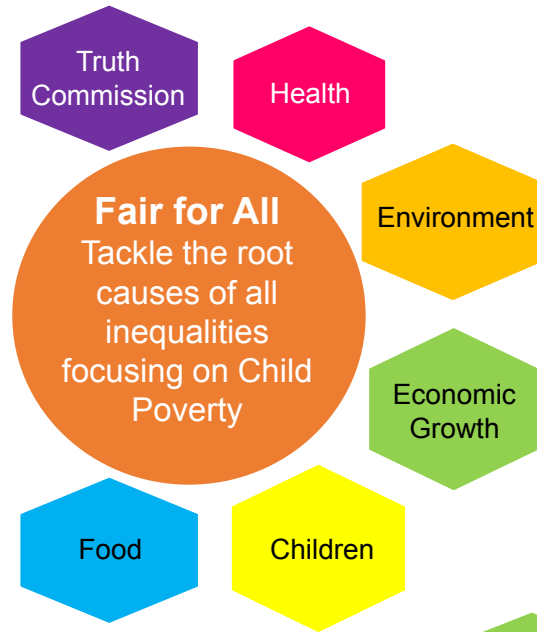 Truth
Commission
Health
Fair for All
Tackle the root
causes of all
inequalities
focusing on Child
Poverty
Environment
Economic
Growth
Food
Children